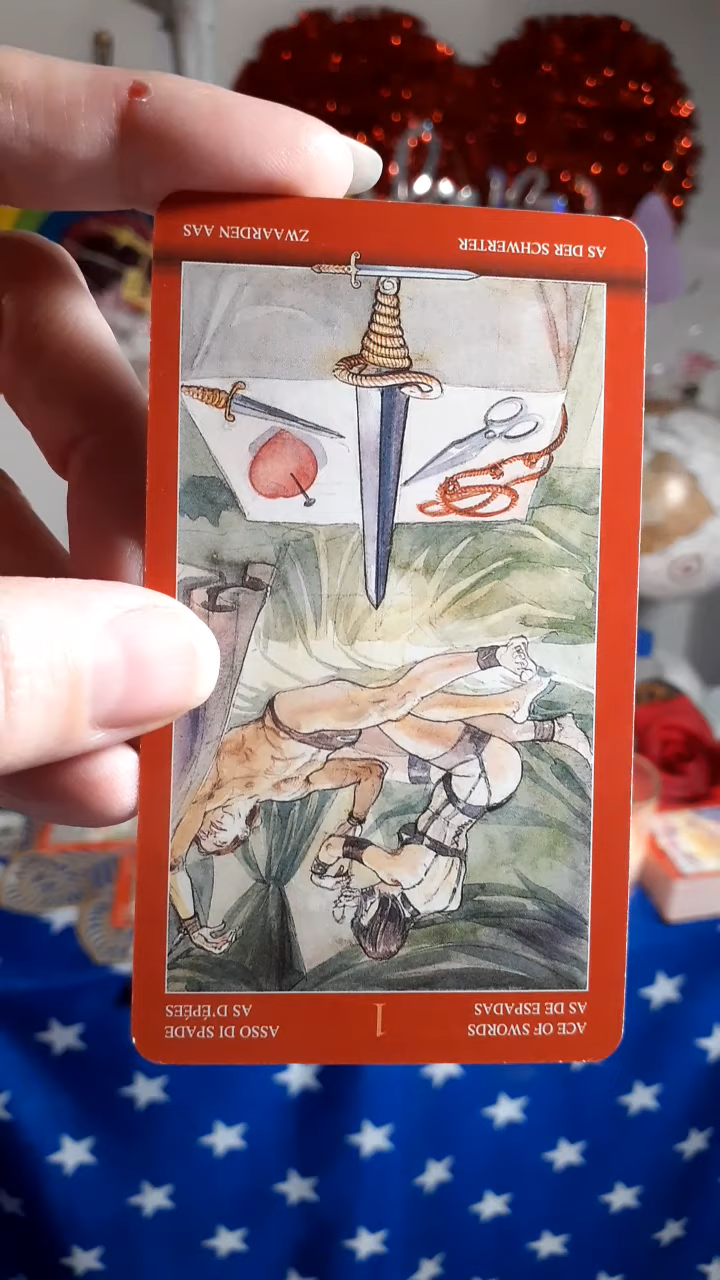 ACE OF SWORDS
AS DE ESPADAS
1
ASSO DI SPADE
AS D'ÉPÉES
AS DER SCHWERTER
ZWAARDEN AAS